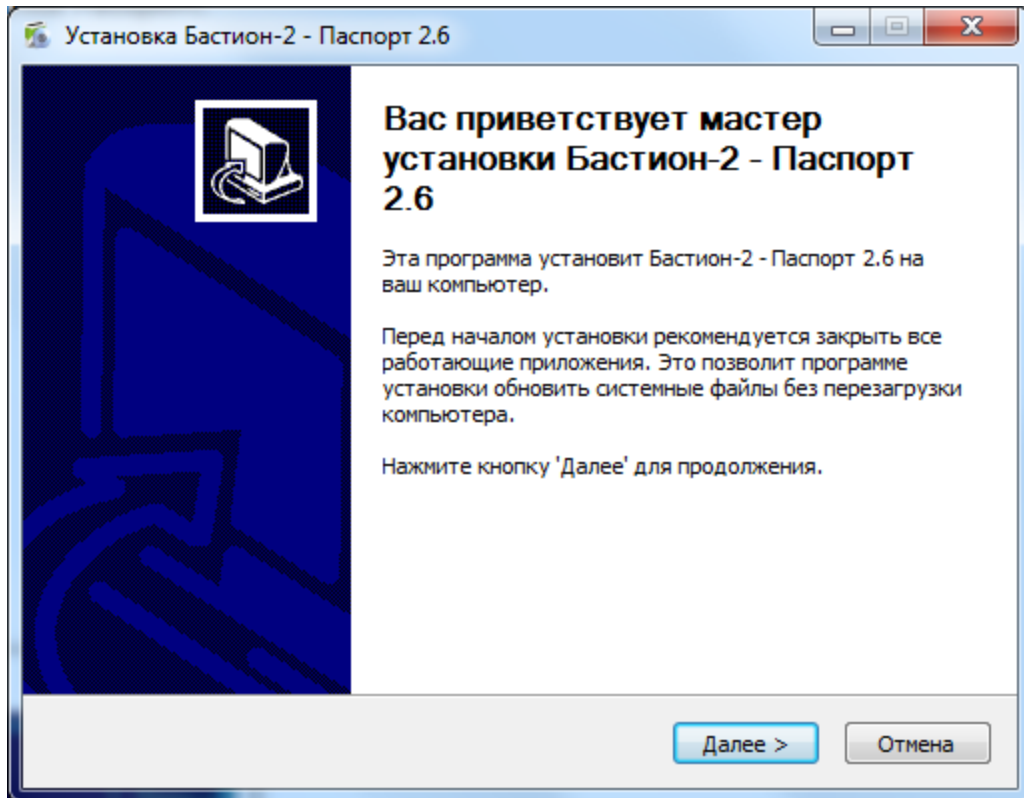 Установка Бастион-2 - Паспорт 2.6
Вас приветствует мастер
установки Бастион-2 - Паспорт
2.6
Эта программа установит Бастион-2 - Паспорт 2.6 на
ваш компьютер.
Перед началом установки рекомендуется закрыть все
работающие приложения. Это позволит программе
установки обновить системные файлы без перезагрузки
компьютера.
Нажмите кнопку 'Далее' для продолжения.
Далее >
Отмена